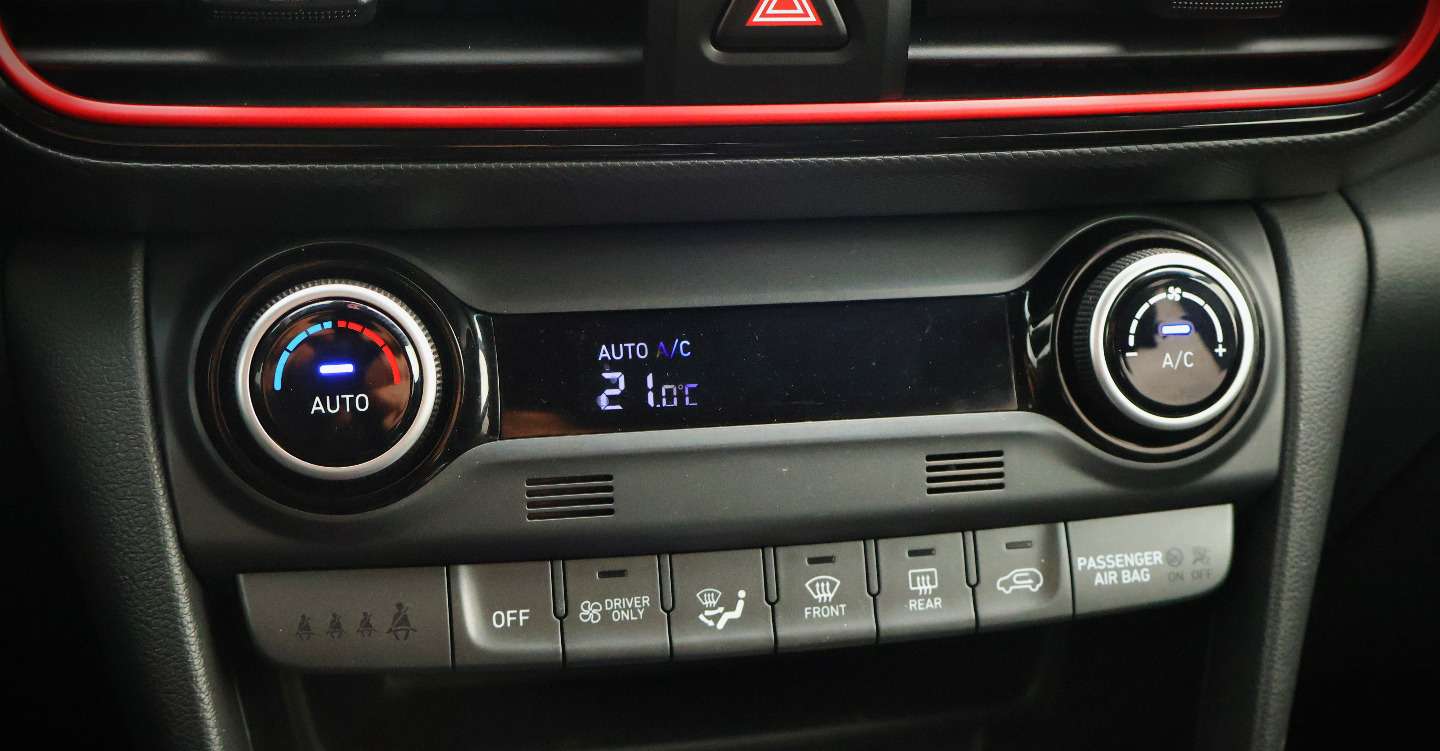 AUTO A/C
21.0°C
AUTO
A/C
- +
OFF
DRIVER
ONLY
FRONT
REAR
PASSENGER
AIR BAG
ON OFF